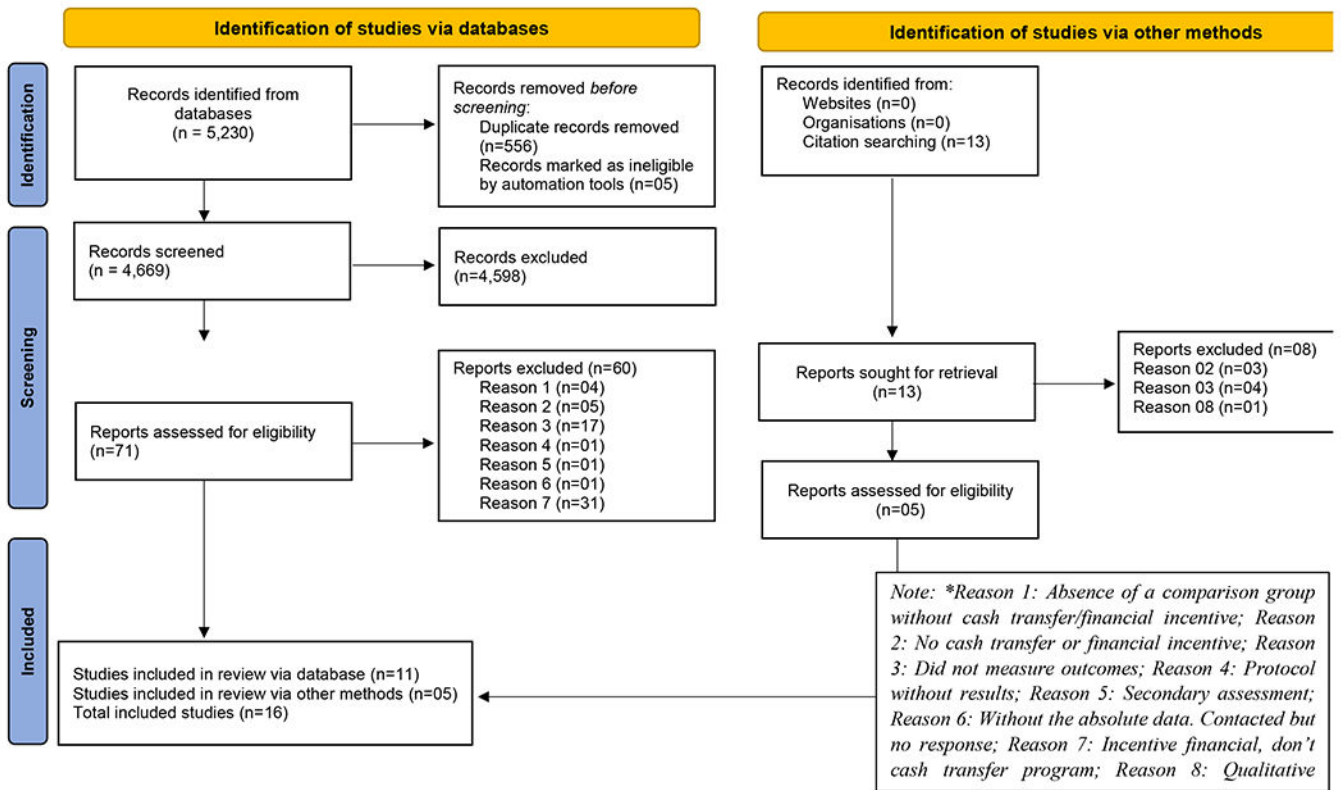 Identification of studies via databases
Identification of studies via other methods
Identification
Records identified from
databases
(n = 5,230)
Records removed before
screening:
Duplicate records removed
(n=556)
Records marked as ineligible
by automation tools (n=05)
Records identified from:
Websites (n=0)
Organisations (n=0)
Citation searching (n=13)
Screening
Records screened
(n = 4,669)
Records excluded
(n=4,598)
Reports assessed for eligibility
(n=71)
Reports excluded (n=60)
Reason 1 (n=04)
Reason 2 (n=05)
Reason 3 (n=17)
Reason 4 (n=01)
Reason 5 (n=01)
Reason 6 (n=01)
Reason 7 (n=31)
Reports sought for retrieval
(n=13)
Reports excluded (n=08)
Reason 02 (n=03)
Reason 03 (n=04)
Reason 08 (n=01)
Reports assessed for eligibility
(n=05)
Included
Studies included in review via database (n=11)
Studies included in review via other methods (n=05)
Total included studies (n=16)
Note: *Reason 1: Absence of a comparison group
without cash transfer/financial incentive; Reason
2: No cash transfer or financial incentive; Reason
3: Did not measure outcomes; Reason 4: Protocol
without results; Reason 5: Secondary assessment;
Reason 6: Without the absolute data. Contacted but
no response; Reason 7: Incentive financial, don't
cash transfer program; Reason 8: Qualitative